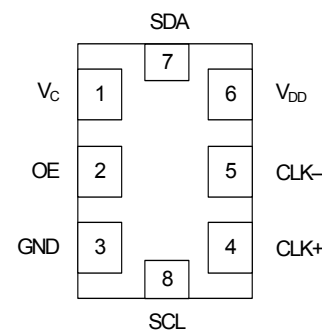 SDA
7
V_C 1 6 V_DD
OE 2 5 CLK–
GND 3 4 CLK+
8
SCL